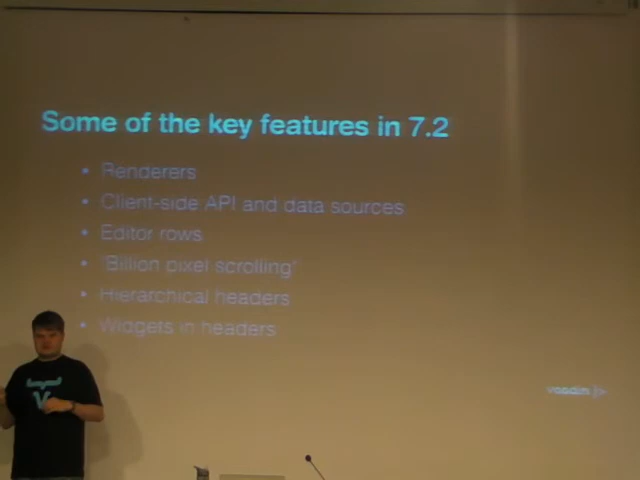 Some of the key features in 7.2
• Renderers
• Client-side API and data sources
• Editor rows
• "Billion pixel scrolling"
• Hierarchical headers
• Widgets in headers
vaadin }>